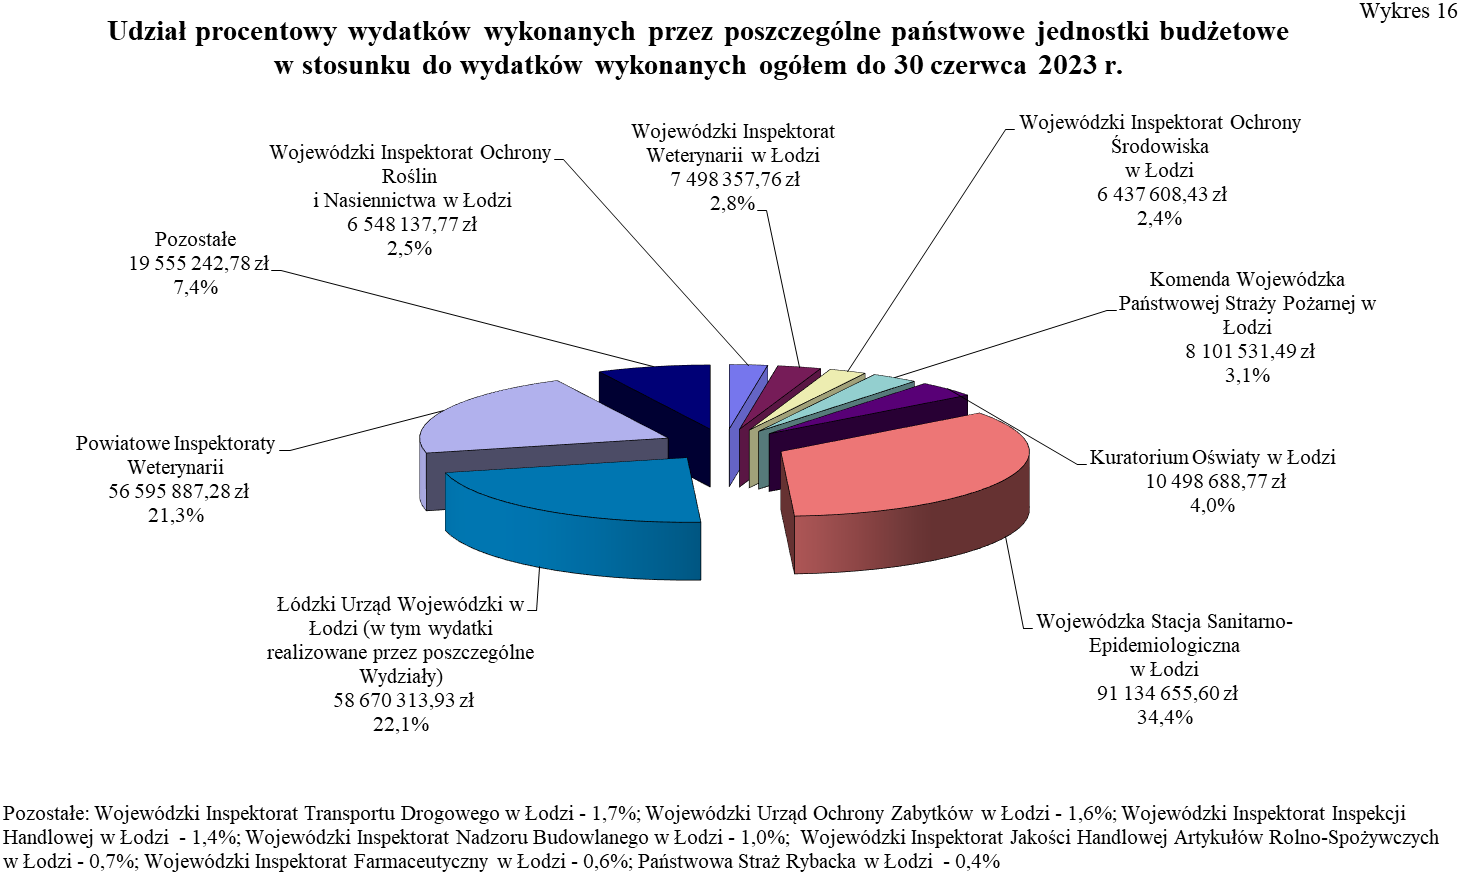 Wykres 16
Udział procentowy wydatków wykonanych przez poszczególne państwowe jednostki budżetowe
w stosunku do wydatków wykonanych ogółem do 30 czerwca 2023 r.
Wojewódzki Inspektorat Ochrony
Roślin
i Nasiennictwa w Łodzi
6 548 137,77 zł
2,5%
Wojewódzki Inspektorat
Weterynarii w Łodzi
7 498 357,76 zł
2,8%
Wojewódzki Inspektorat Ochrony
Środowiska
w Łodzi
6 437 608,43 zł
2,4%
Pozostałe
19 555 242,78 zł
7,4%
Komenda Wojewódzka
Państwowej Straży Pożarnej w
Łodzi
8 101 531,49 zł
3,1%
Powiatowe Inspektoraty
Weterynarii
56 595 887,28 zł
21,3%
Kuratorium Oświaty w Łodzi
10 498 688,77 zł
4,0%
Łódzki Urząd Wojewódzki w
Łodzi (w tym wydatki
realizowane przez poszczególne
Wydziały)
58 670 313,93 zł
22,1%
Wojewódzka Stacja Sanitarno-
Epidemiologiczna
w Łodzi
91 134 655,60 zł
34,4%
Pozostałe: Wojewódzki Inspektorat Transportu Drogowego w Łodzi - 1,7%; Wojewódzki Urząd Ochrony Zabytków w Łodzi - 1,6%; Wojewódzki Inspektorat Inspekcji
Handlowej w Łodzi - 1,4%; Wojewódzki Inspektorat Nadzoru Budowlanego w Łodzi - 1,0%; Wojewódzki Inspektorat Jakości Handlowej Artykułów Rolno-Spożywczych
w Łodzi - 0,7%; Wojewódzki Inspektorat Farmaceutyczny w Łodzi - 0,6%; Państwowa Straż Rybacka w Łodzi - 0,4%